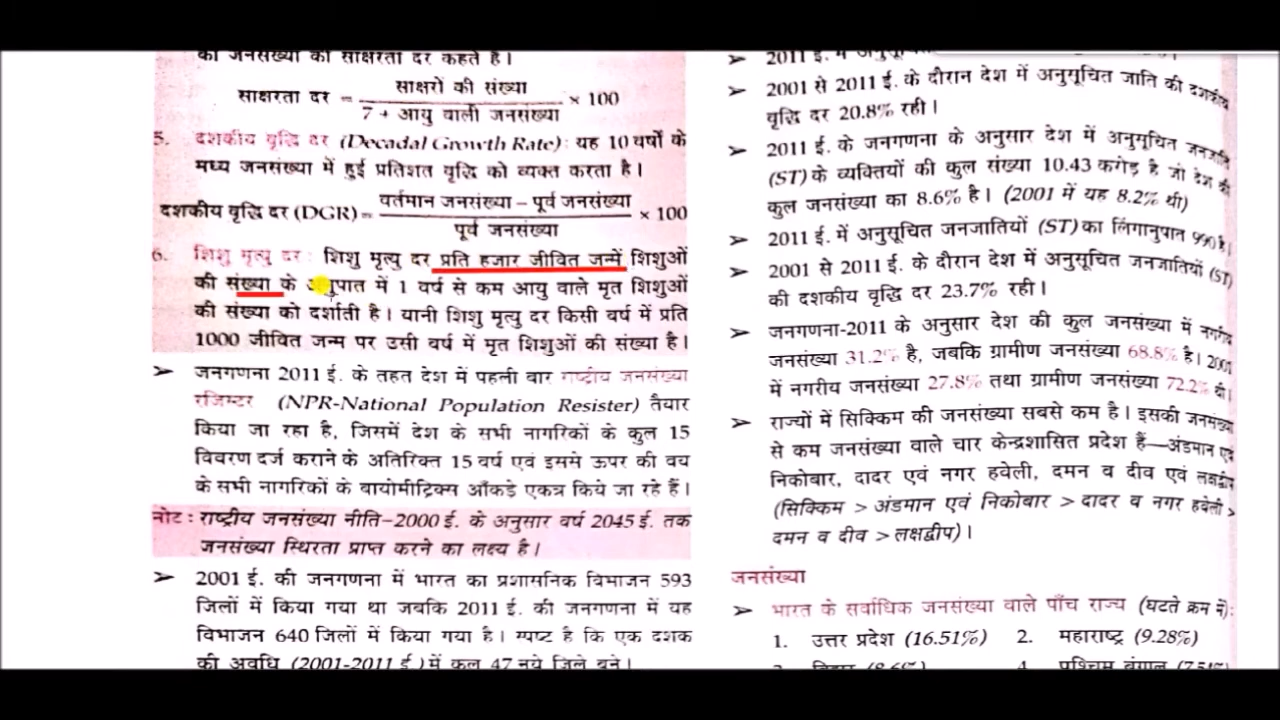 की जनसंख्या की साक्षरता दर कहते हैं।
साक्षरता दर = साक्षरों की संख्या / 7 + आयु वाली जनसंख्या × 100
5. दशकीय वृद्धि दर (Decadal Growth Rate): यह 10 वर्षों के
मध्य जनसंख्या में हुई प्रतिशत वृद्धि को व्यक्त करता है।
दशकीय वृद्धि दर (DGR) = वर्तमान जनसंख्या – पूर्व जनसंख्या / पूर्व जनसंख्या × 100
6. शिशु मृत्यु दर : शिशु मृत्यु दर प्रति हजार जीवित जन्में शिशुओं
की संख्या के अनुपात में 1 वर्ष से कम आयु वाले मृत शिशुओं
की संख्या को दर्शाती है। यानी शिशु मृत्यु दर किसी वर्ष में प्रति
1000 जीवित जन्म पर उसी वर्ष में मृत शिशुओं की संख्या है।
➢ जनगणना 2011 ई. के तहत देश में पहली बार राष्ट्रीय जनसंख्या
रजिस्टर (NPR-National Population Resister) तैयार
किया जा रहा है, जिसमें देश के सभी नागरिकों के कुल 15
विवरण दर्ज कराने के अतिरिक्त 15 वर्ष एवं इससे ऊपर की वय
के सभी नागरिकों के बायोमीट्रिक्स आँकड़े एकत्र किये जा रहे हैं।
नोट : राष्ट्रीय जनसंख्या नीति–2000 ई. के अनुसार वर्ष 2045 ई. तक
जनसंख्या स्थिरता प्राप्त करने का लक्ष्य है।
➢ 2001 ई. की जनगणना में भारत का प्रशासनिक विभाजन 593
जिलों में किया गया था जबकि 2011 ई. की जनगणना में यह
विभाजन 640 जिलों में किया गया है। स्पष्ट है कि एक दशक
की अवधि (2001-2011 ई.) में कुल 47 नये जिले बने।
➢ 2011 ई. में अनुसूचित
➢ 2001 से 2011 ई. के दौरान देश में अनुसूचित जाति की दशकीय
वृद्धि दर 20.8% रही।
➢ 2011 ई. के जनगणना के अनुसार देश में अनुसूचित जनजाति
(ST) के व्यक्तियों की कुल संख्या 10.43 करोड़ है जो देश की
कुल जनसंख्या का 8.6% है। (2001 में यह 8.2% थी)
➢ 2011 ई. में अनुसूचित जनजातियों (ST) का लिंगानुपात 990 है।
➢ 2001 से 2011 ई. के दौरान देश में अनुसूचित जनजातियों (ST)
की दशकीय वृद्धि दर 23.7% रही।
➢ जनगणना-2011 के अनुसार देश की कुल जनसंख्या में नगरीय
जनसंख्या 31.2% है, जबकि ग्रामीण जनसंख्या 68.8% है। 2001
में नगरीय जनसंख्या 27.8% तथा ग्रामीण जनसंख्या 72.2% थी।
➢ राज्यों में सिक्किम की जनसंख्या सबसे कम है। इसकी जनसंख्या
से कम जनसंख्या वाले चार केन्द्रशासित प्रदेश हैं—अंडमान एवं
निकोबार, दादर एवं नगर हवेली, दमन व दीव एवं लक्षद्वीप
(सिक्किम > अंडमान एवं निकोबार > दादर व नगर हवेली >
दमन व दीव > लक्षद्वीप)।
जनसंख्या
➢ भारत के सर्वाधिक जनसंख्या वाले पाँच राज्य (घटते क्रम में):
1. उत्तर प्रदेश (16.51%) 2. महाराष्ट्र (9.28%)
3. बिहार (8.6%) 4. पश्चिम बंगाल (7.54%)